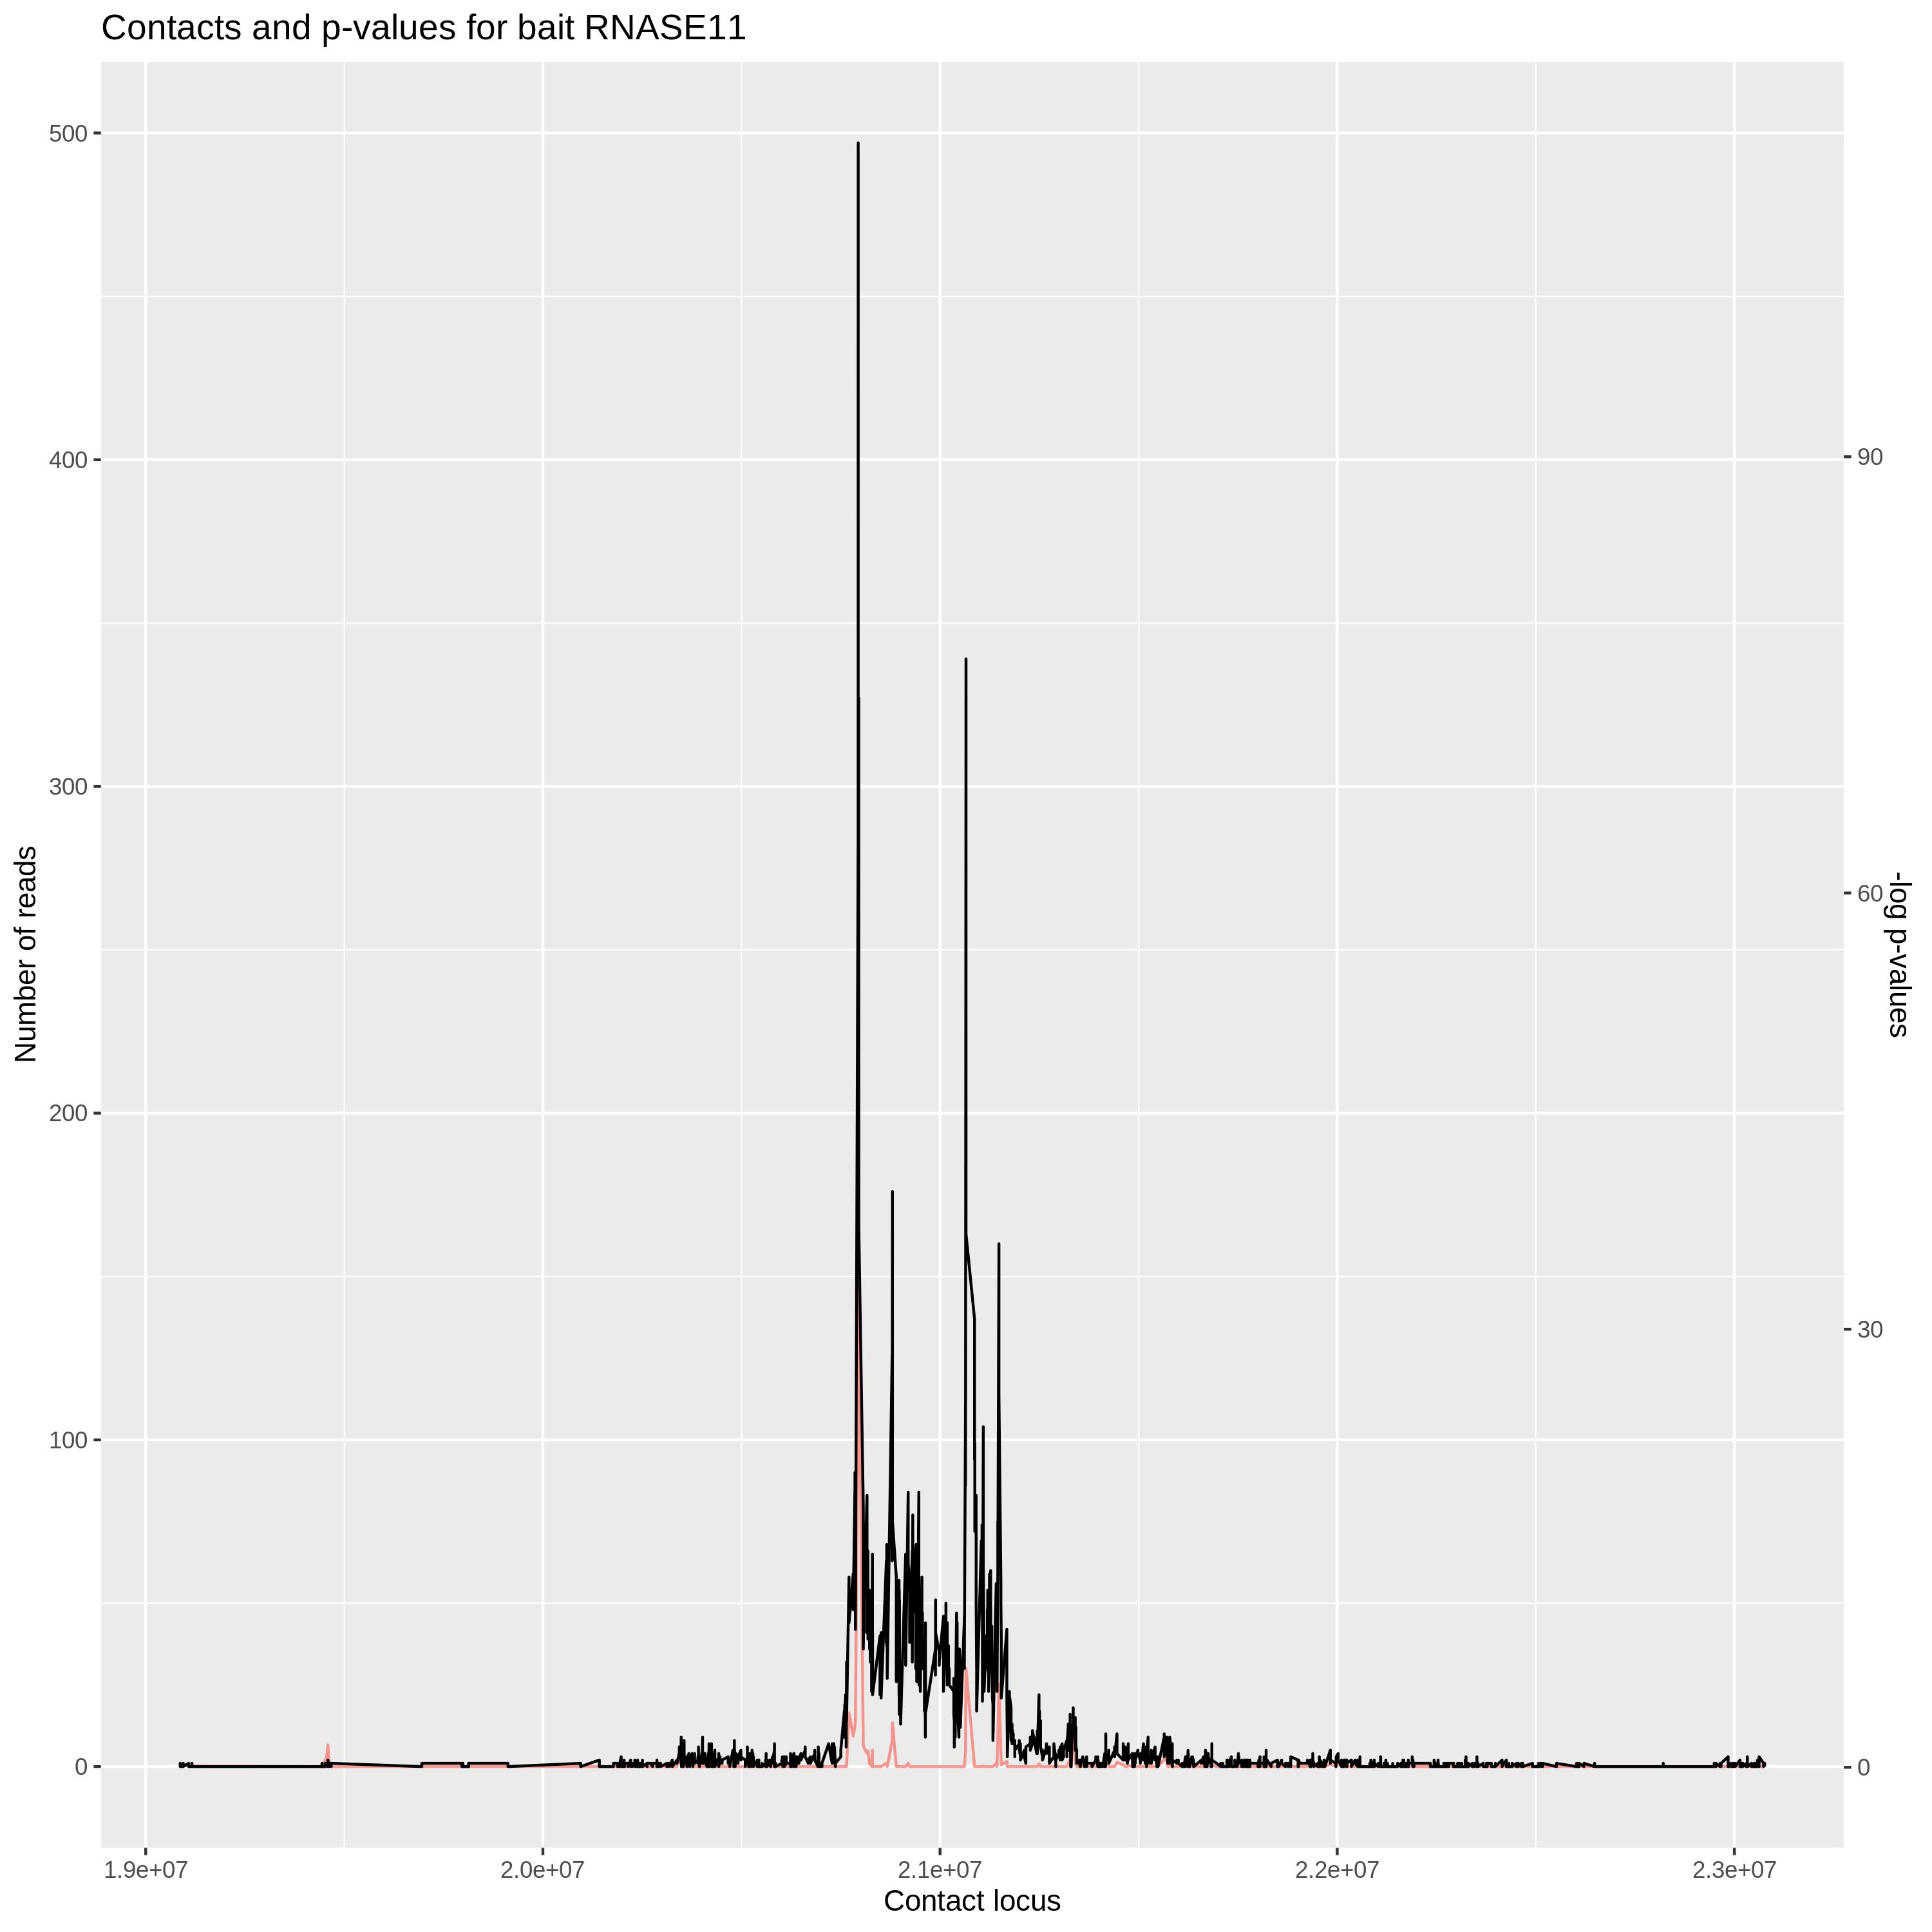 Contacts and p-values for bait RNASE11
500
400
300
200
100
0
Number of reads
90
60
30
0
-log p-values
1.9e+07
2.0e+07
2.1e+07
2.2e+07
2.3e+07
Contact locus